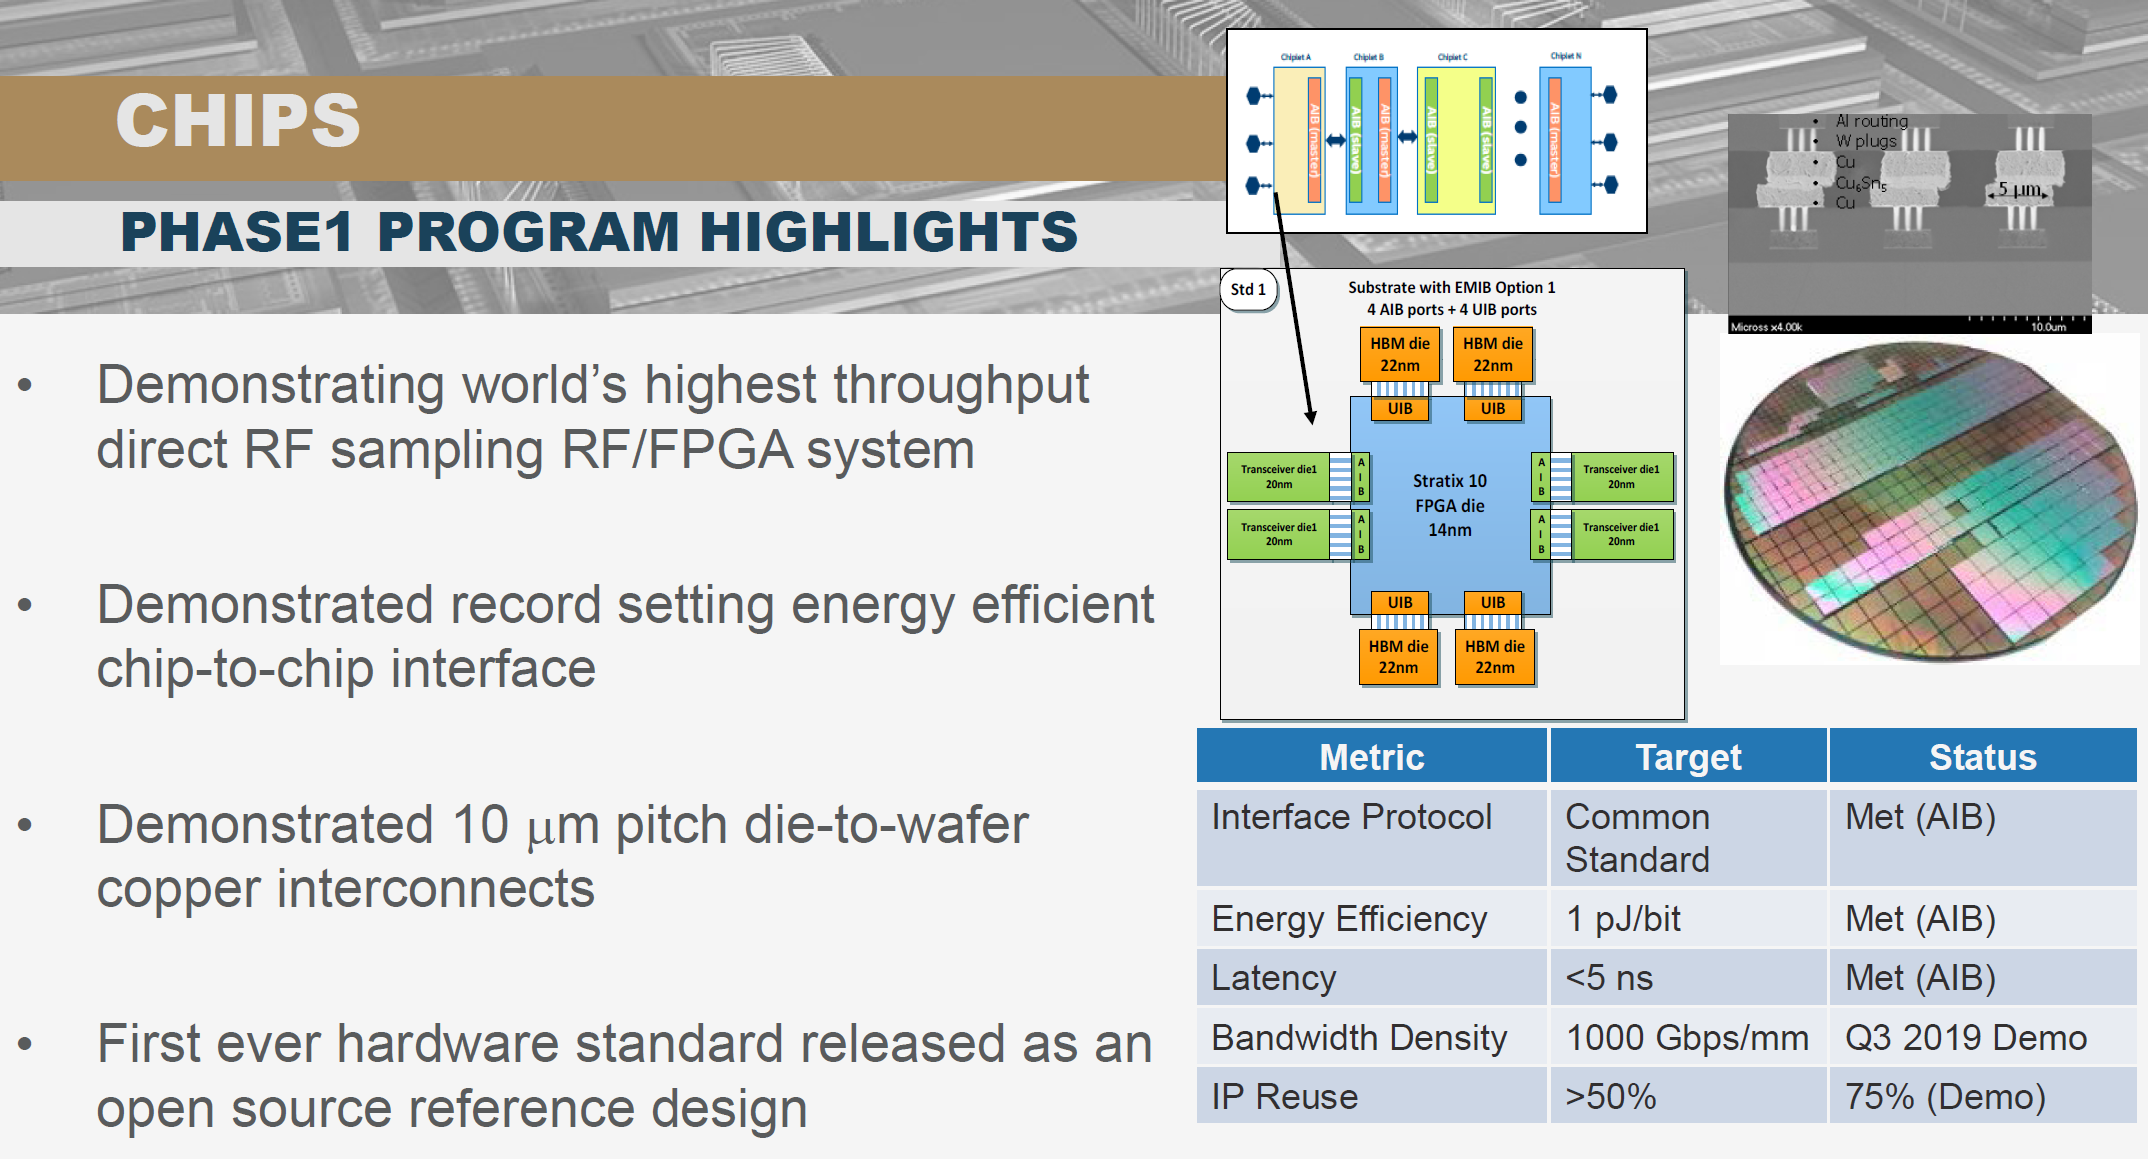 CHIPS
PHASE1 PROGRAM HIGHLIGHTS
• Demonstrating world’s highest throughput
direct RF sampling RF/FPGA system
• Demonstrated record setting energy efficient
chip-to-chip interface
• Demonstrated 10 μm pitch die-to-wafer
copper interconnects
• First ever hardware standard released as an
open source reference design
Chiplet A Chiplet B Chiplet C Chiplet N
AIB (master) AIB (slave) AIB (master) AIB (slave) AIB (slave) AIB (master)
• Al routing
• W plugs
• Cu
• Cu₆Sn₅
• Cu
5 μm
Micross x4.00k 10.0um
Std 1
Substrate with EMIB Option 1
4 AIB ports + 4 UIB ports
HBM die HBM die
22nm 22nm
UIB UIB
Transceiver die1
20nm
AIB
Transceiver die1
20nm
AIB
Stratix 10
FPGA die
14nm
AIB
Transceiver die1
20nm
AIB
Transceiver die1
20nm
UIB UIB
HBM die HBM die
22nm 22nm
Metric Target Status
Interface Protocol Common Met (AIB)
Standard
Energy Efficiency 1 pJ/bit Met (AIB)
Latency <5 ns Met (AIB)
Bandwidth Density 1000 Gbps/mm Q3 2019 Demo
IP Reuse >50% 75% (Demo)